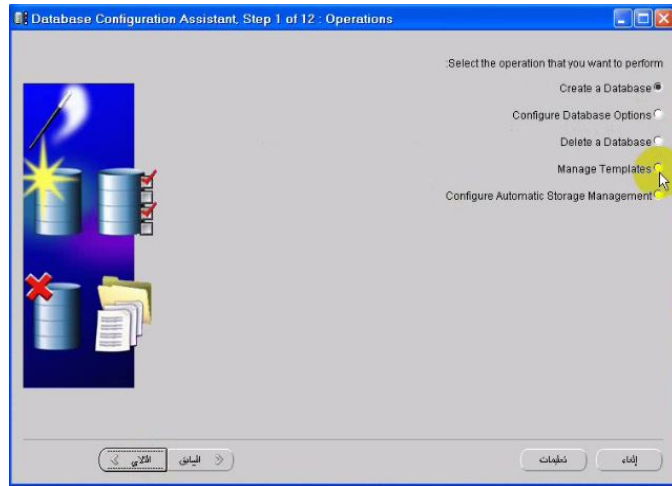 Database Configuration Assistant, Step 1 of 12 : Operations
:Select the operation that you want to perform
Create a Database
Configure Database Options
Delete a Database
Manage Templates
Configure Automatic Storage Management
التالي
السابق
تعليمات
إلغاء